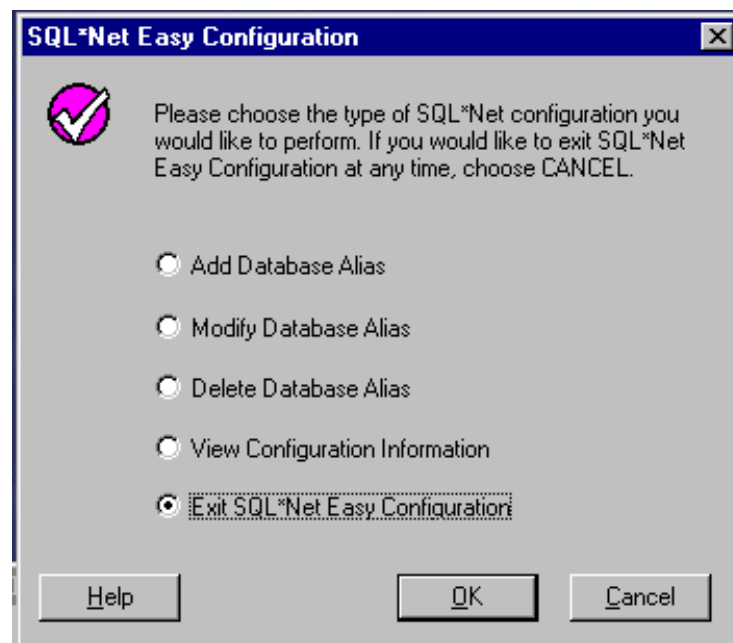 SQL*Net Easy Configuration
Please choose the type of SQL*Net configuration you
would like to perform. If you would like to exit SQL*Net
Easy Configuration at any time, choose CANCEL.
Add Database Alias
Modify Database Alias
Delete Database Alias
View Configuration Information
Exit SQL*Net Easy Configuration
Help
OK
Cancel